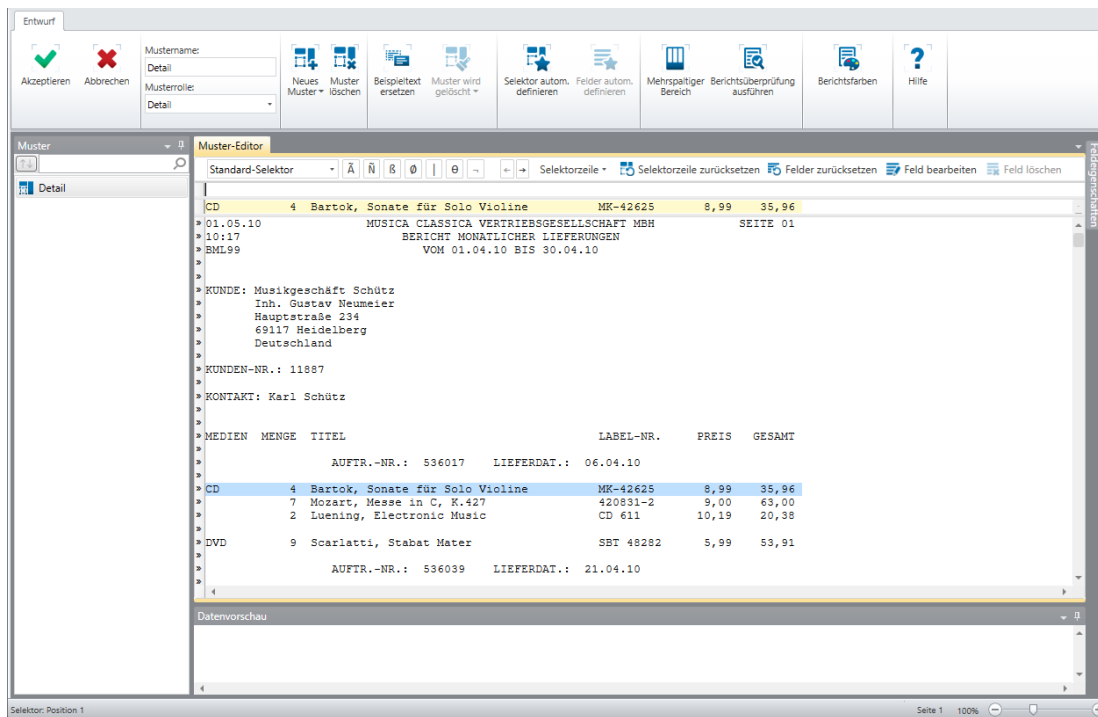 Entwurf
Akzeptieren
Abbrechen
Mustername:
Detail
Musterrolle:
Detail
Neues Muster
Muster löschen
Beispieltext ersetzen
Muster wird gelöscht
Selektor autom. definieren
Felder autom. definieren
Mehrspaltiger Bereich
Berichtsüberprüfung ausführen
Berichtsfarben
Hilfe
Muster
Detail
Muster-Editor
Standard-Selektor Ã Ñ ß Ø | ɵ ¬ ← → Selektorzeile Selektorzeile zurücksetzen Felder zurücksetzen Feld bearbeiten Feld löschen
Feldeigenschaften
CD 4 Bartok, Sonate für Solo Violine MK-42625 8,99 35,96
01.05.10 MUSICA CLASSICA VERTRIEBSGESELLSCHAFT MBH SEITE 01
10:17 BERICHT MONATLICHER LIEFERUNGEN
BML99 VOM 01.04.10 BIS 30.04.10
KUNDE: Musikgeschäft Schütz
Inh. Gustav Neumeier
Hauptstraße 234
69117 Heidelberg
Deutschland
KUNDEN-NR.: 11887
KONTAKT: Karl Schütz
MEDIEN MENGE TITEL LABEL-NR. PREIS GESAMT
AUFTR.-NR.: 536017 LIEFERDAT.: 06.04.10
CD 4 Bartok, Sonate für Solo Violine MK-42625 8,99 35,96
7 Mozart, Messe in C, K.427 420831-2 9,00 63,00
2 Luening, Electronic Music CD 611 10,19 20,38
DVD 9 Scarlatti, Stabat Mater SBT 48282 5,99 53,91
AUFTR.-NR.: 536039 LIEFERDAT.: 21.04.10
Datenvorschau
Selektor: Position 1
Seite 1 100%